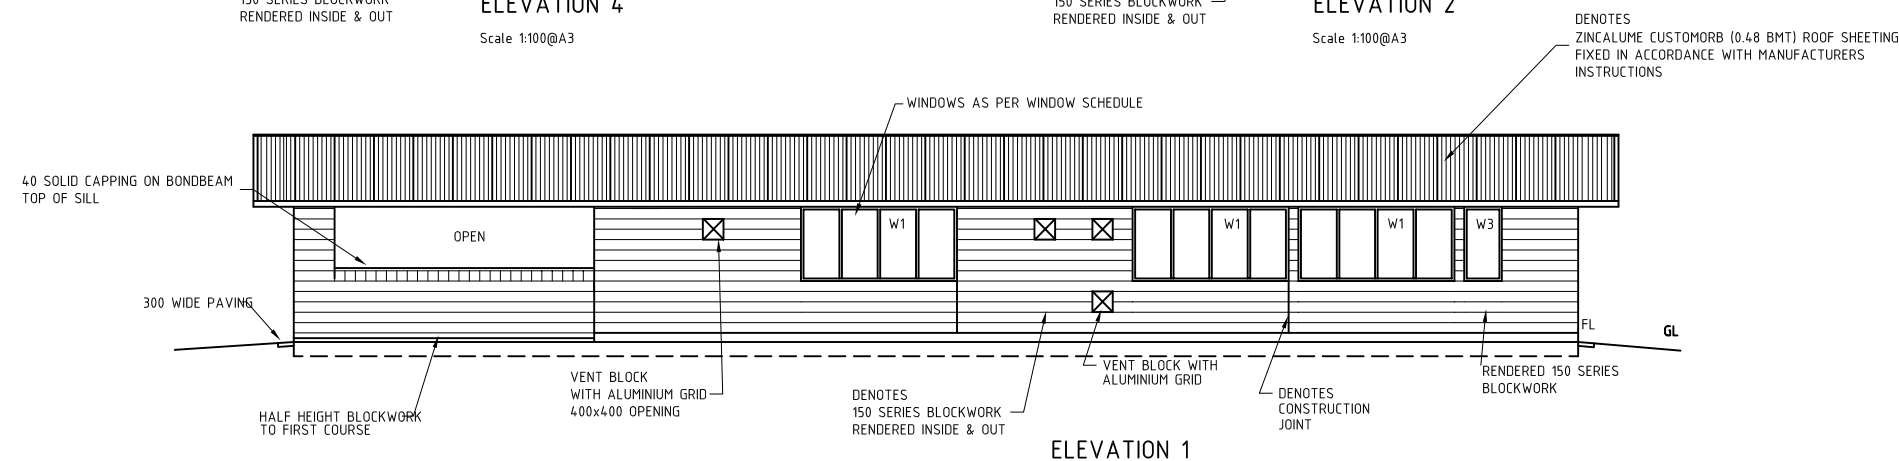 150 SERIES BLOCKWORK
RENDERED INSIDE & OUT
ELEVATION 4
Scale 1:100@A3
150 SERIES BLOCKWORK
RENDERED INSIDE & OUT
ELEVATION 2
Scale 1:100@A3
DENOTES
ZINCALUME CUSTOMORB (0.48 BMT) ROOF SHEETING
FIXED IN ACCORDANCE WITH MANUFACTURERS
INSTRUCTIONS
WINDOWS AS PER WINDOW SCHEDULE
40 SOLID CAPPING ON BONDBEAM
TOP OF SILL
OPEN
W1
W1
W1
W3
300 WIDE PAVING
FL
GL
VENT BLOCK
WITH ALUMINIUM GRID
400x400 OPENING
VENT BLOCK WITH
ALUMINIUM GRID
RENDERED 150 SERIES
BLOCKWORK
DENOTES
150 SERIES BLOCKWORK
RENDERED INSIDE & OUT
DENOTES
CONSTRUCTION
JOINT
HALF HEIGHT BLOCKWORK
TO FIRST COURSE
ELEVATION 1